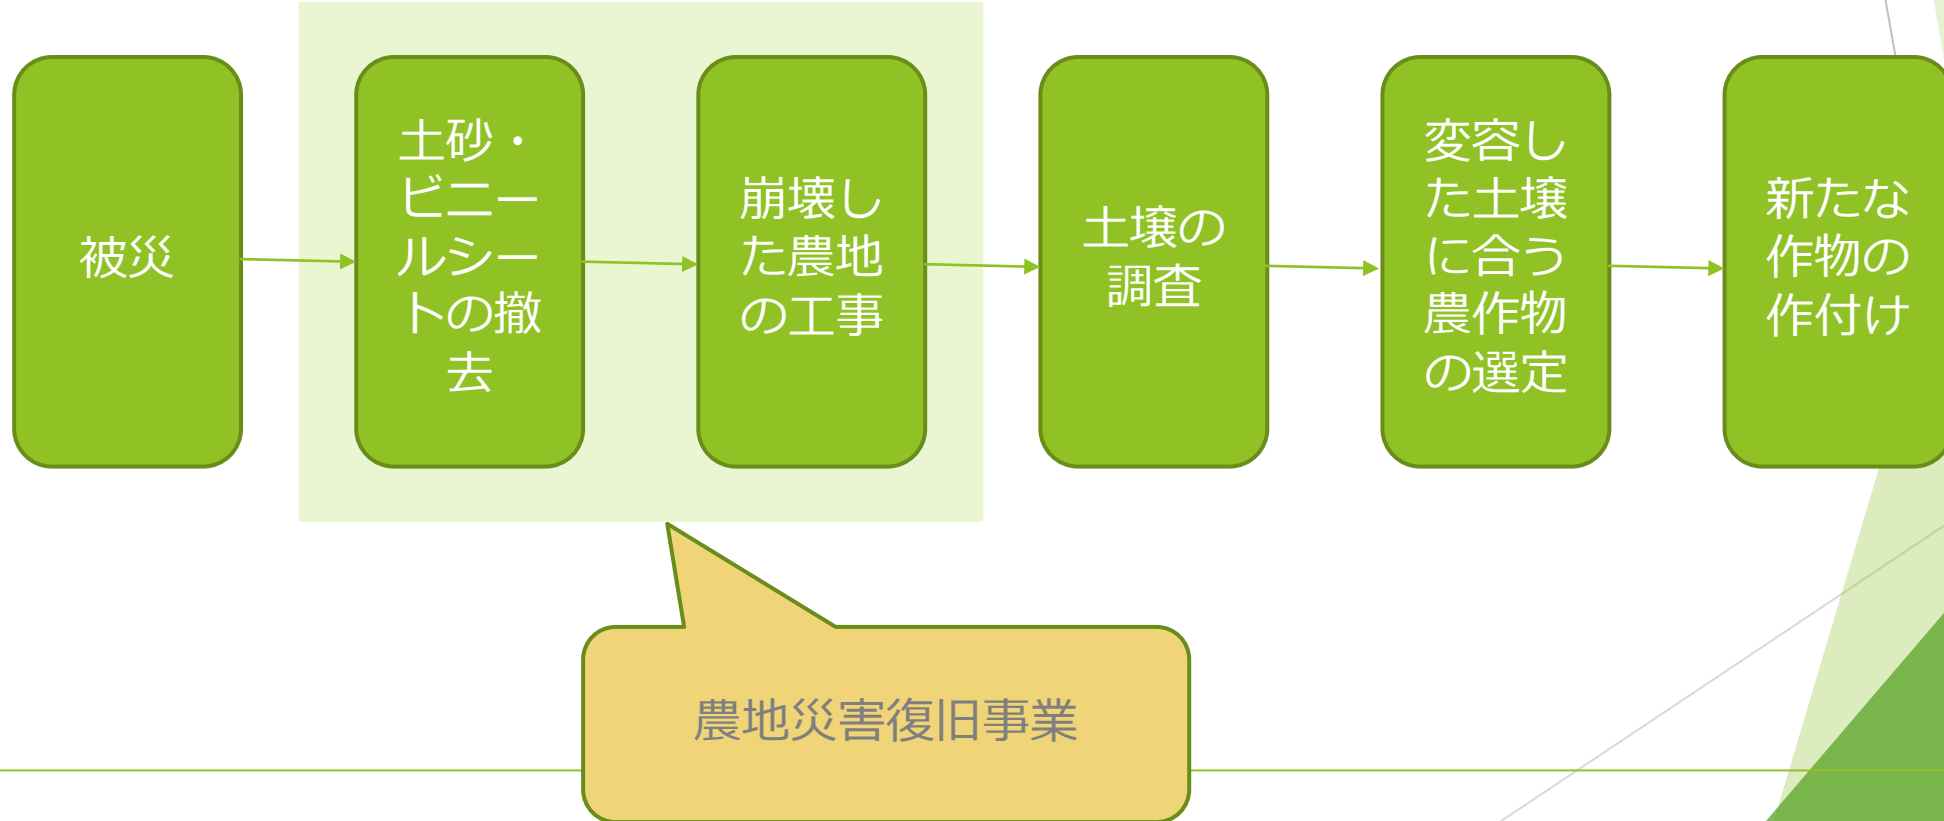 被災
土砂・
ビニー
ルシー
トの撤
去
崩壊し
た農地
の工事
土壌の
調査
変容し
た土壌
に合う
農作物
の選定
新たな
作物の
作付け
農地災害復旧事業